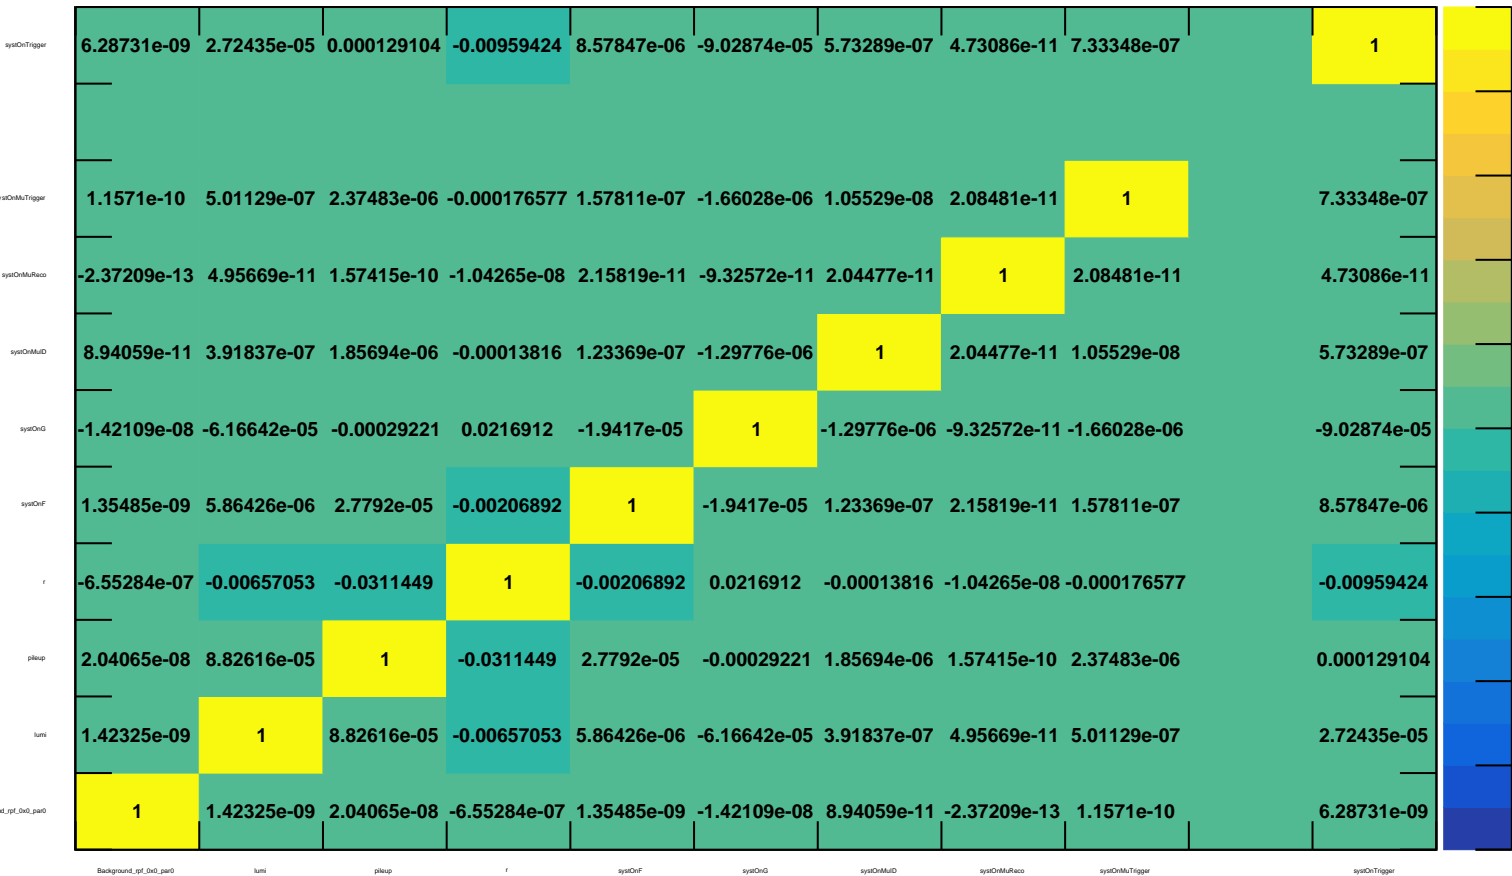 systOnTrigger 6.28731e-09 2.72435e-05 0.000129104 -0.00959424 8.57847e-06 -9.02874e-05 5.73289e-07 4.73086e-11 7.33348e-07 1
ystOnMuTrigger 1.1571e-10 5.01129e-07 2.37483e-06 -0.000176577 1.57811e-07 -1.66028e-06 1.05529e-08 2.08481e-11 1 7.33348e-07
systOnMuReco -2.37209e-13 4.95669e-11 1.57415e-10 -1.04265e-08 2.15819e-11 -9.32572e-11 2.04477e-11 1 2.08481e-11 4.73086e-11
systOnMuID 8.94059e-11 3.91837e-07 1.85694e-06 -0.00013816 1.23369e-07 -1.29776e-06 1 2.04477e-11 1.05529e-08 5.73289e-07
systOnG -1.42109e-08 -6.16642e-05 -0.00029221 0.0216912 -1.9417e-05 1 -1.29776e-06 -9.32572e-11 -1.66028e-06 -9.02874e-05
systOnF 1.35485e-09 5.86426e-06 2.7792e-05 -0.00206892 1 -1.9417e-05 1.23369e-07 2.15819e-11 1.57811e-07 8.57847e-06
r -6.55284e-07 -0.00657053 -0.0311449 1 -0.00206892 0.0216912 -0.00013816 -1.04265e-08 -0.000176577 -0.00959424
pileup 2.04065e-08 8.82616e-05 1 -0.0311449 2.7792e-05 -0.00029221 1.85694e-06 1.57415e-10 2.37483e-06 0.000129104
lumi 1.42325e-09 1 8.82616e-05 -0.00657053 5.86426e-06 -6.16642e-05 3.91837e-07 4.95669e-11 5.01129e-07 2.72435e-05
d_rpf_0x0_par0 1 1.42325e-09 2.04065e-08 -6.55284e-07 1.35485e-09 -1.42109e-08 8.94059e-11 -2.37209e-13 1.1571e-10 6.28731e-09
Background_rpf_0x0_par0 lumi pileup r systOnF systOnG systOnMuID systOnMuReco systOnMuTrigger systOnTrigger